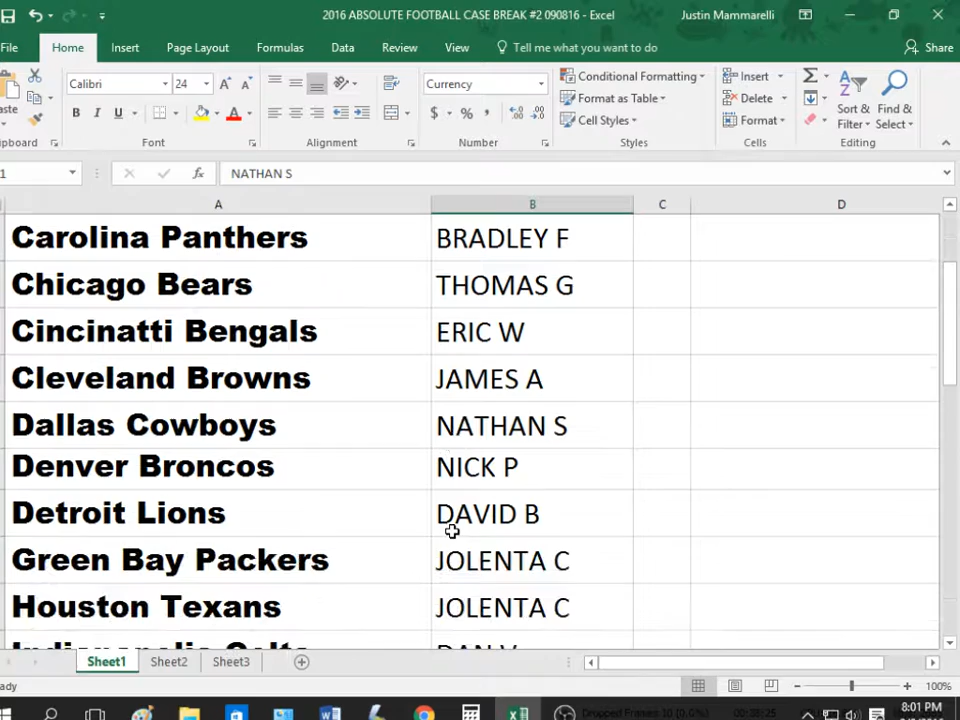 2016 ABSOLUTE FOOTBALL CASE BREAK #2 090816 - Excel
Justin Mammarelli
File Home Insert Page Layout Formulas Data Review View Tell me what you want to do Share
Calibri 24 Currency
Conditional Formatting
Format as Table
Cell Styles
Insert
Delete
Format
Sort & Filter
Find & Select
Font Alignment Number Styles Cells Editing
NATHAN S
A B C D
Carolina Panthers BRADLEY F
Chicago Bears THOMAS G
Cincinatti Bengals ERIC W
Cleveland Browns JAMES A
Dallas Cowboys NATHAN S
Denver Broncos NICK P
Detroit Lions DAVID B
Green Bay Packers JOLENTA C
Houston Texans JOLENTA C
Sheet1 Sheet2 Sheet3
100%
8:01 PM